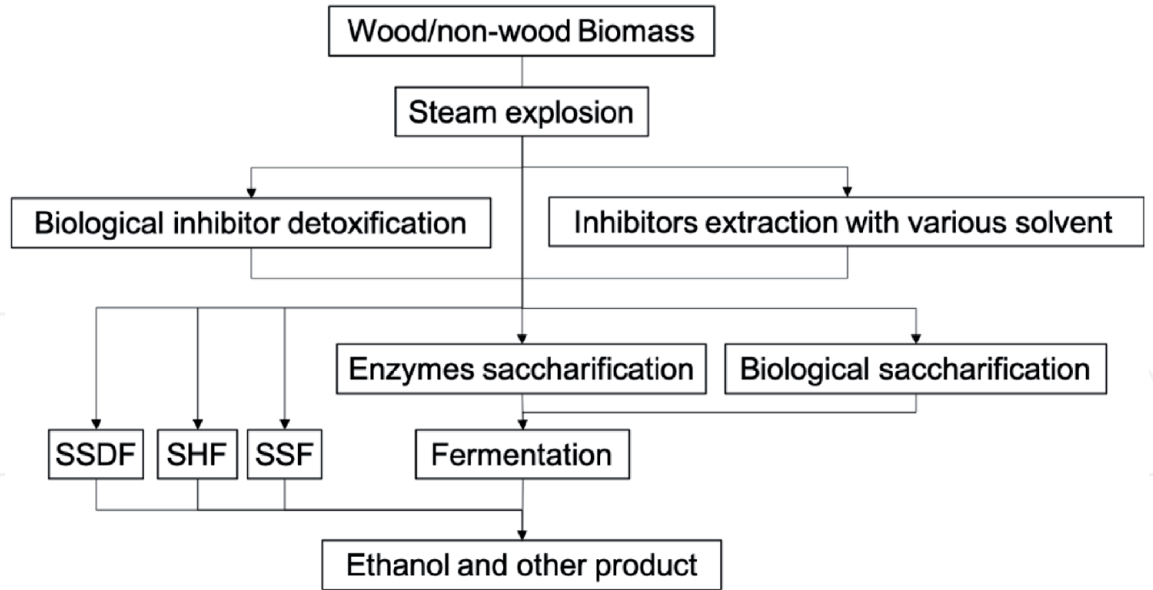 Wood/non-wood Biomass
Steam explosion
Biological inhibitor detoxification
Inhibitors extraction with various solvent
Enzymes saccharification
Biological saccharification
SSDF
SHF
SSF
Fermentation
Ethanol and other product